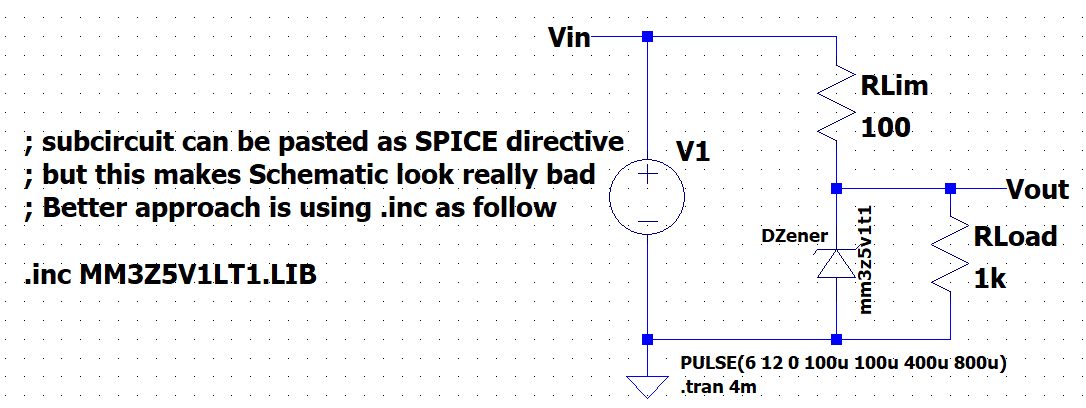 Vin
RLim
100
; subcircuit can be pasted as SPICE directive
; but this makes Schematic look really bad
; Better approach is using .inc as follow
.inc MM3Z5V1LT1.LIB
V1
Vout
DZener
mm3z5v1t1
RLoad
1k
PULSE(6 12 0 100u 100u 400u 800u)
.tran 4m